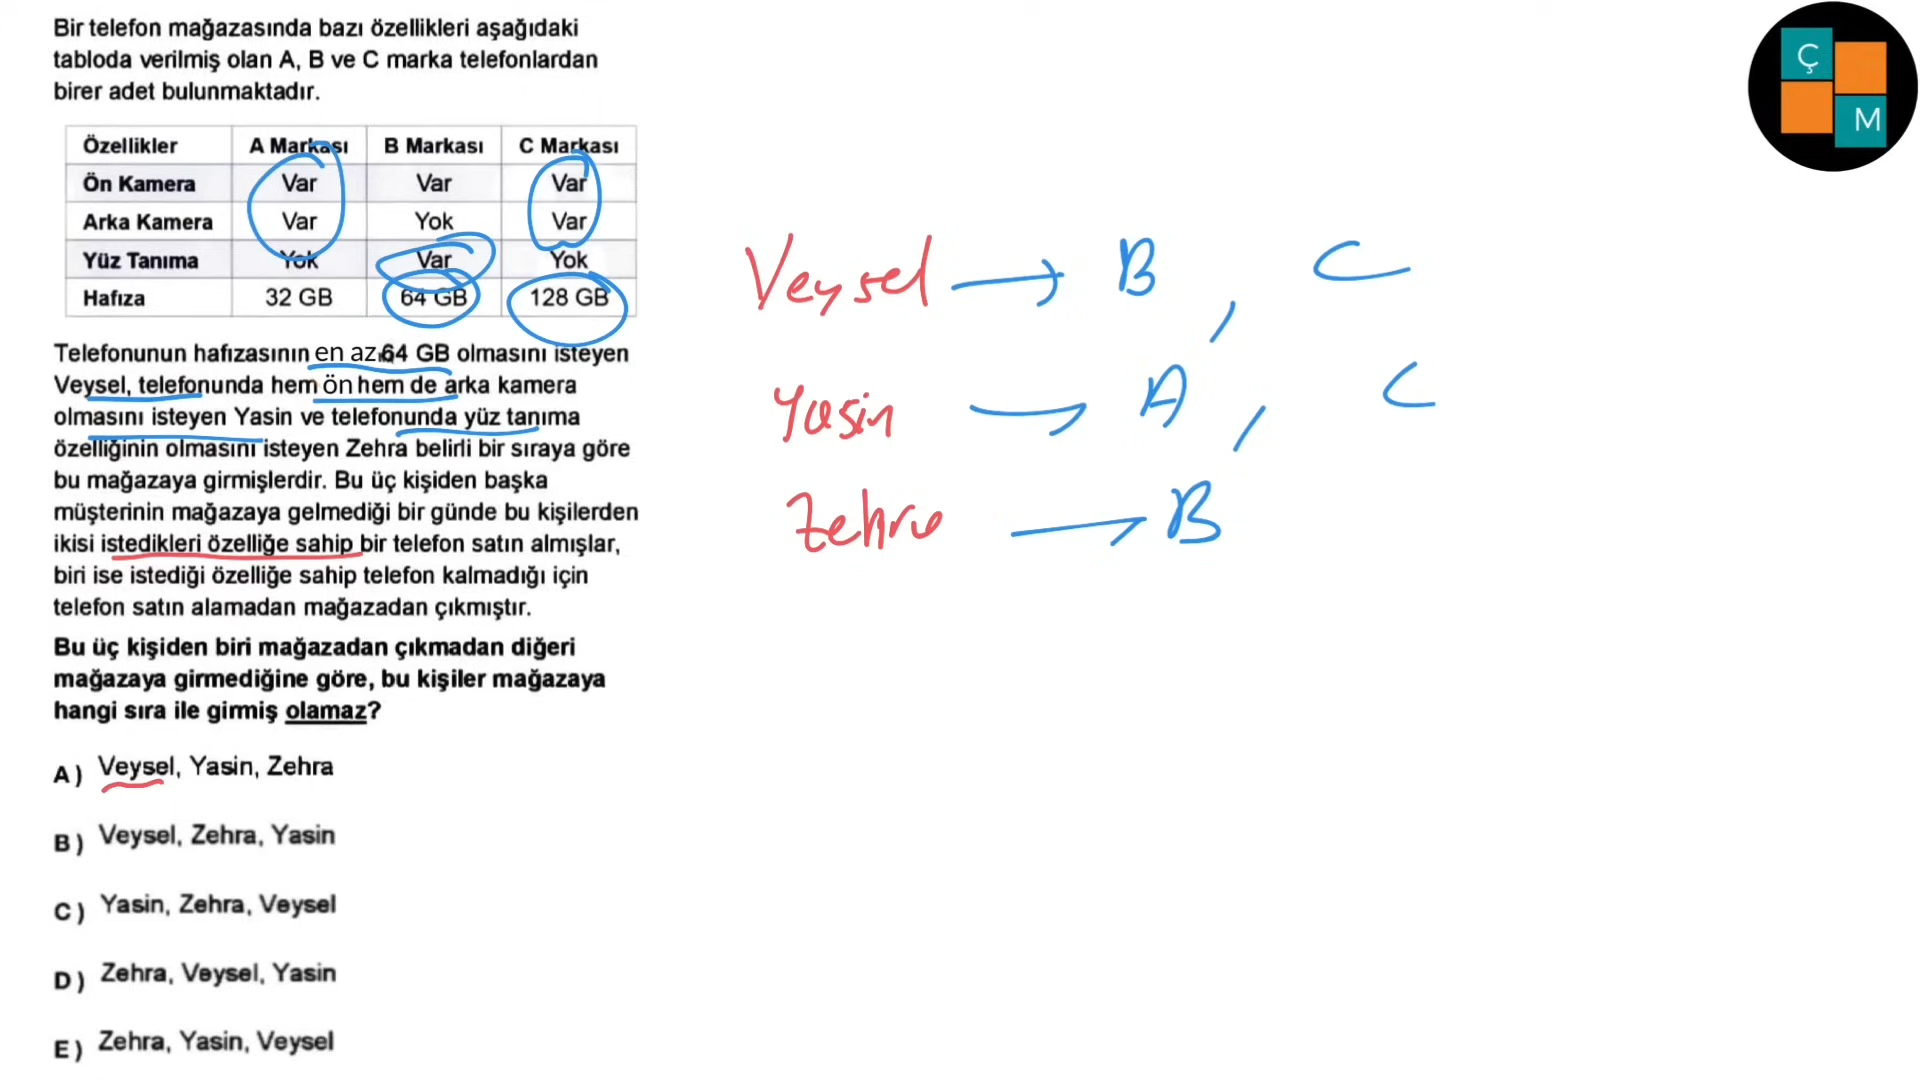 Bir telefon mağazasında bazı özellikleri aşağıdaki
tabloda verilmiş olan A, B ve C marka telefonlardan
birer adet bulunmaktadır.
Özellikler A Markası B Markası C Markası
Ön Kamera Var Var Var
Arka Kamera Var Yok Var
Yüz Tanıma Yok Var Yok
Hafıza 32 GB 64 GB 128 GB
Telefonunun hafızasının en az 64 GB olmasını isteyen
Veysel, telefonunda hem ön hem de arka kamera
olmasını isteyen Yasin ve telefonunda yüz tanıma
özelliğinin olmasını isteyen Zehra belirli bir sıraya göre
bu mağazaya girmişlerdir. Bu üç kişiden başka
müşterinin mağazaya gelmediği bir günde bu kişilerden
ikisi istedikleri özelliğe sahip bir telefon satın almışlar,
biri ise istediği özelliğe sahip telefon kalmadığı için
telefon satın alamadan mağazadan çıkmıştır.
Bu üç kişiden biri mağazadan çıkmadan diğeri
mağazaya girmediğine göre, bu kişiler mağazaya
hangi sıra ile girmiş olamaz?
A) Veysel, Yasin, Zehra
B) Veysel, Zehra, Yasin
C) Yasin, Zehra, Veysel
D) Zehra, Veysel, Yasin
E) Zehra, Yasin, Veysel
Veysel → B, C
Yasin → A, C
Zehra → B
Ç
M